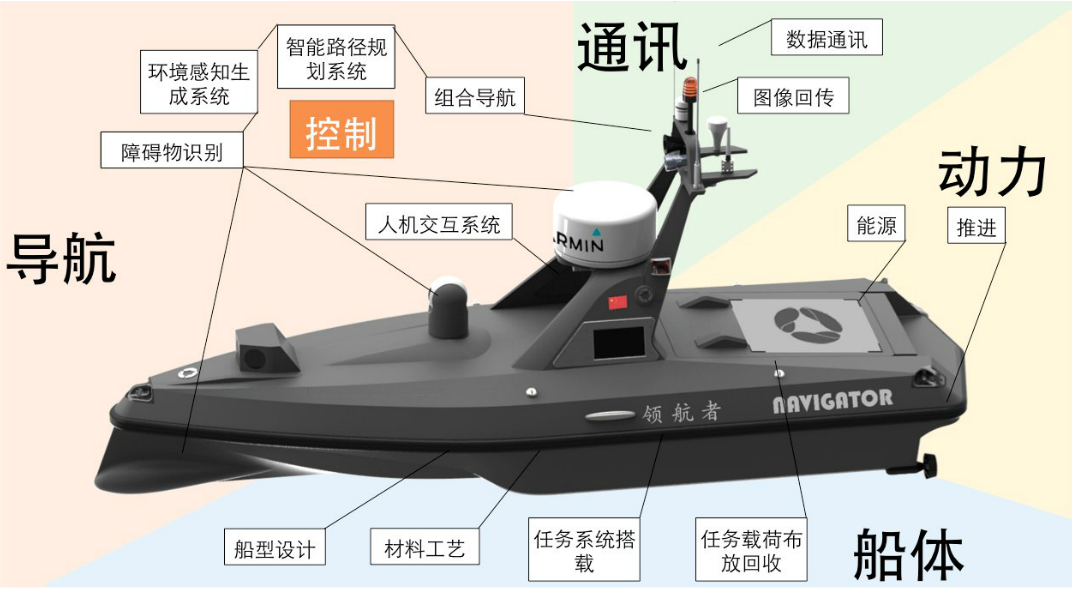 通讯
数据通讯
智能路径规
划系统
环境感知生
成系统
组合导航
图像回传
控制
障碍物识别
动力
人机交互系统
能源
推进
导航
ARMIN
领航者
NAVIGATOR
船型设计
材料工艺
任务系统搭
载
任务载荷布
放回收
船体